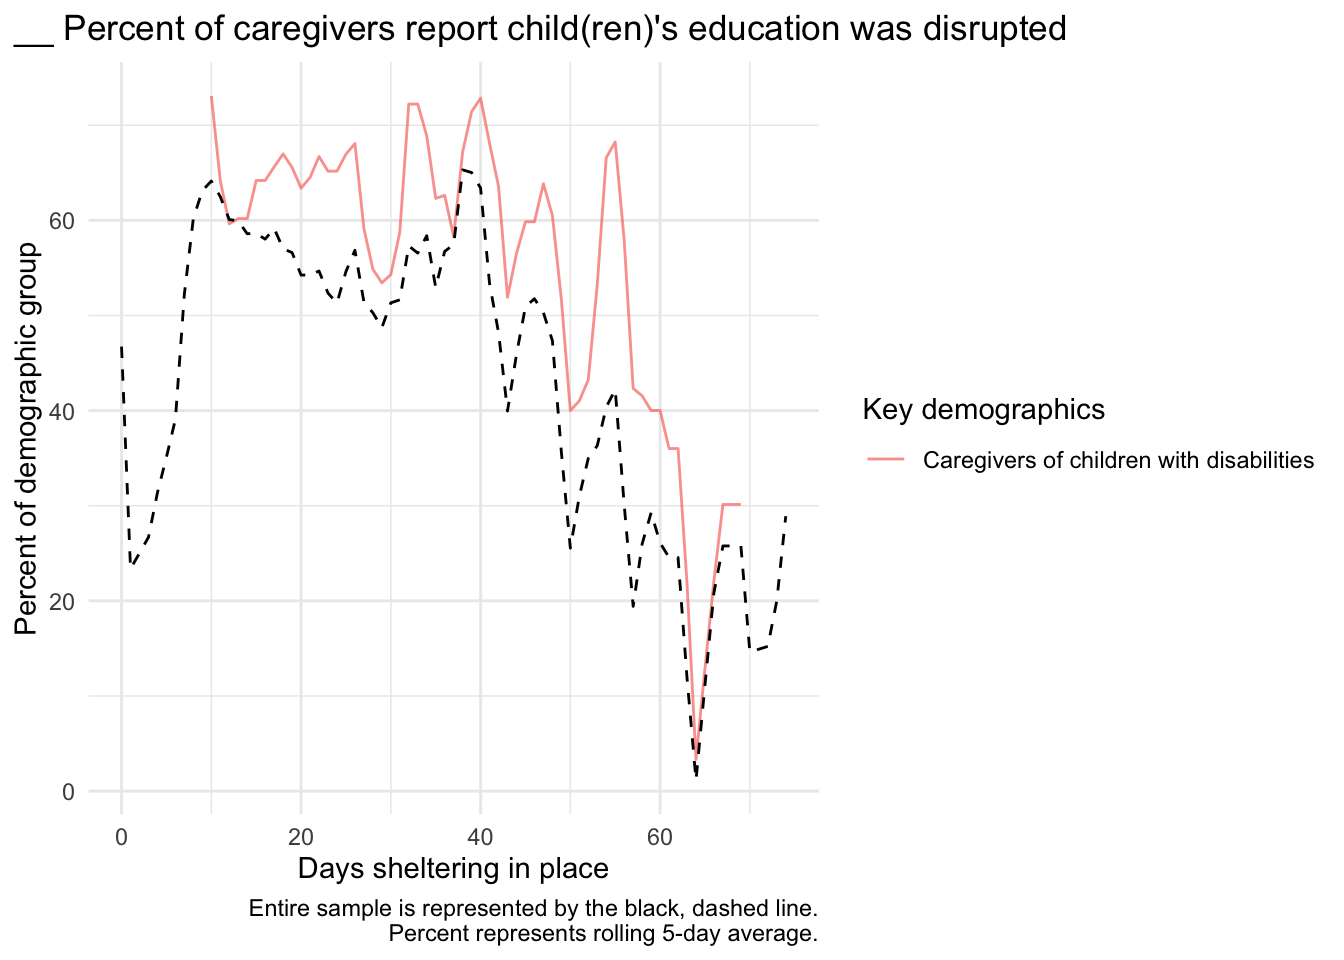 __ Percent of caregivers report child(ren)'s education was disrupted
Percent of demographic group
60
40
20
0
0 20 40 60
Days sheltering in place
Key demographics
Caregivers of children with disabilities
Entire sample is represented by the black, dashed line.
Percent represents rolling 5-day average.